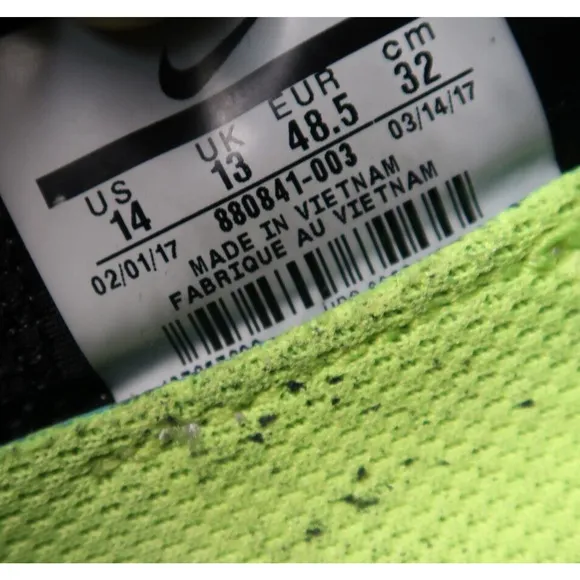 US UK EUR cm
14 13 48.5 32
02/01/17 880841-003 03/14/17
MADE IN VIETNAM
FABRIQUE AU VIETNAM